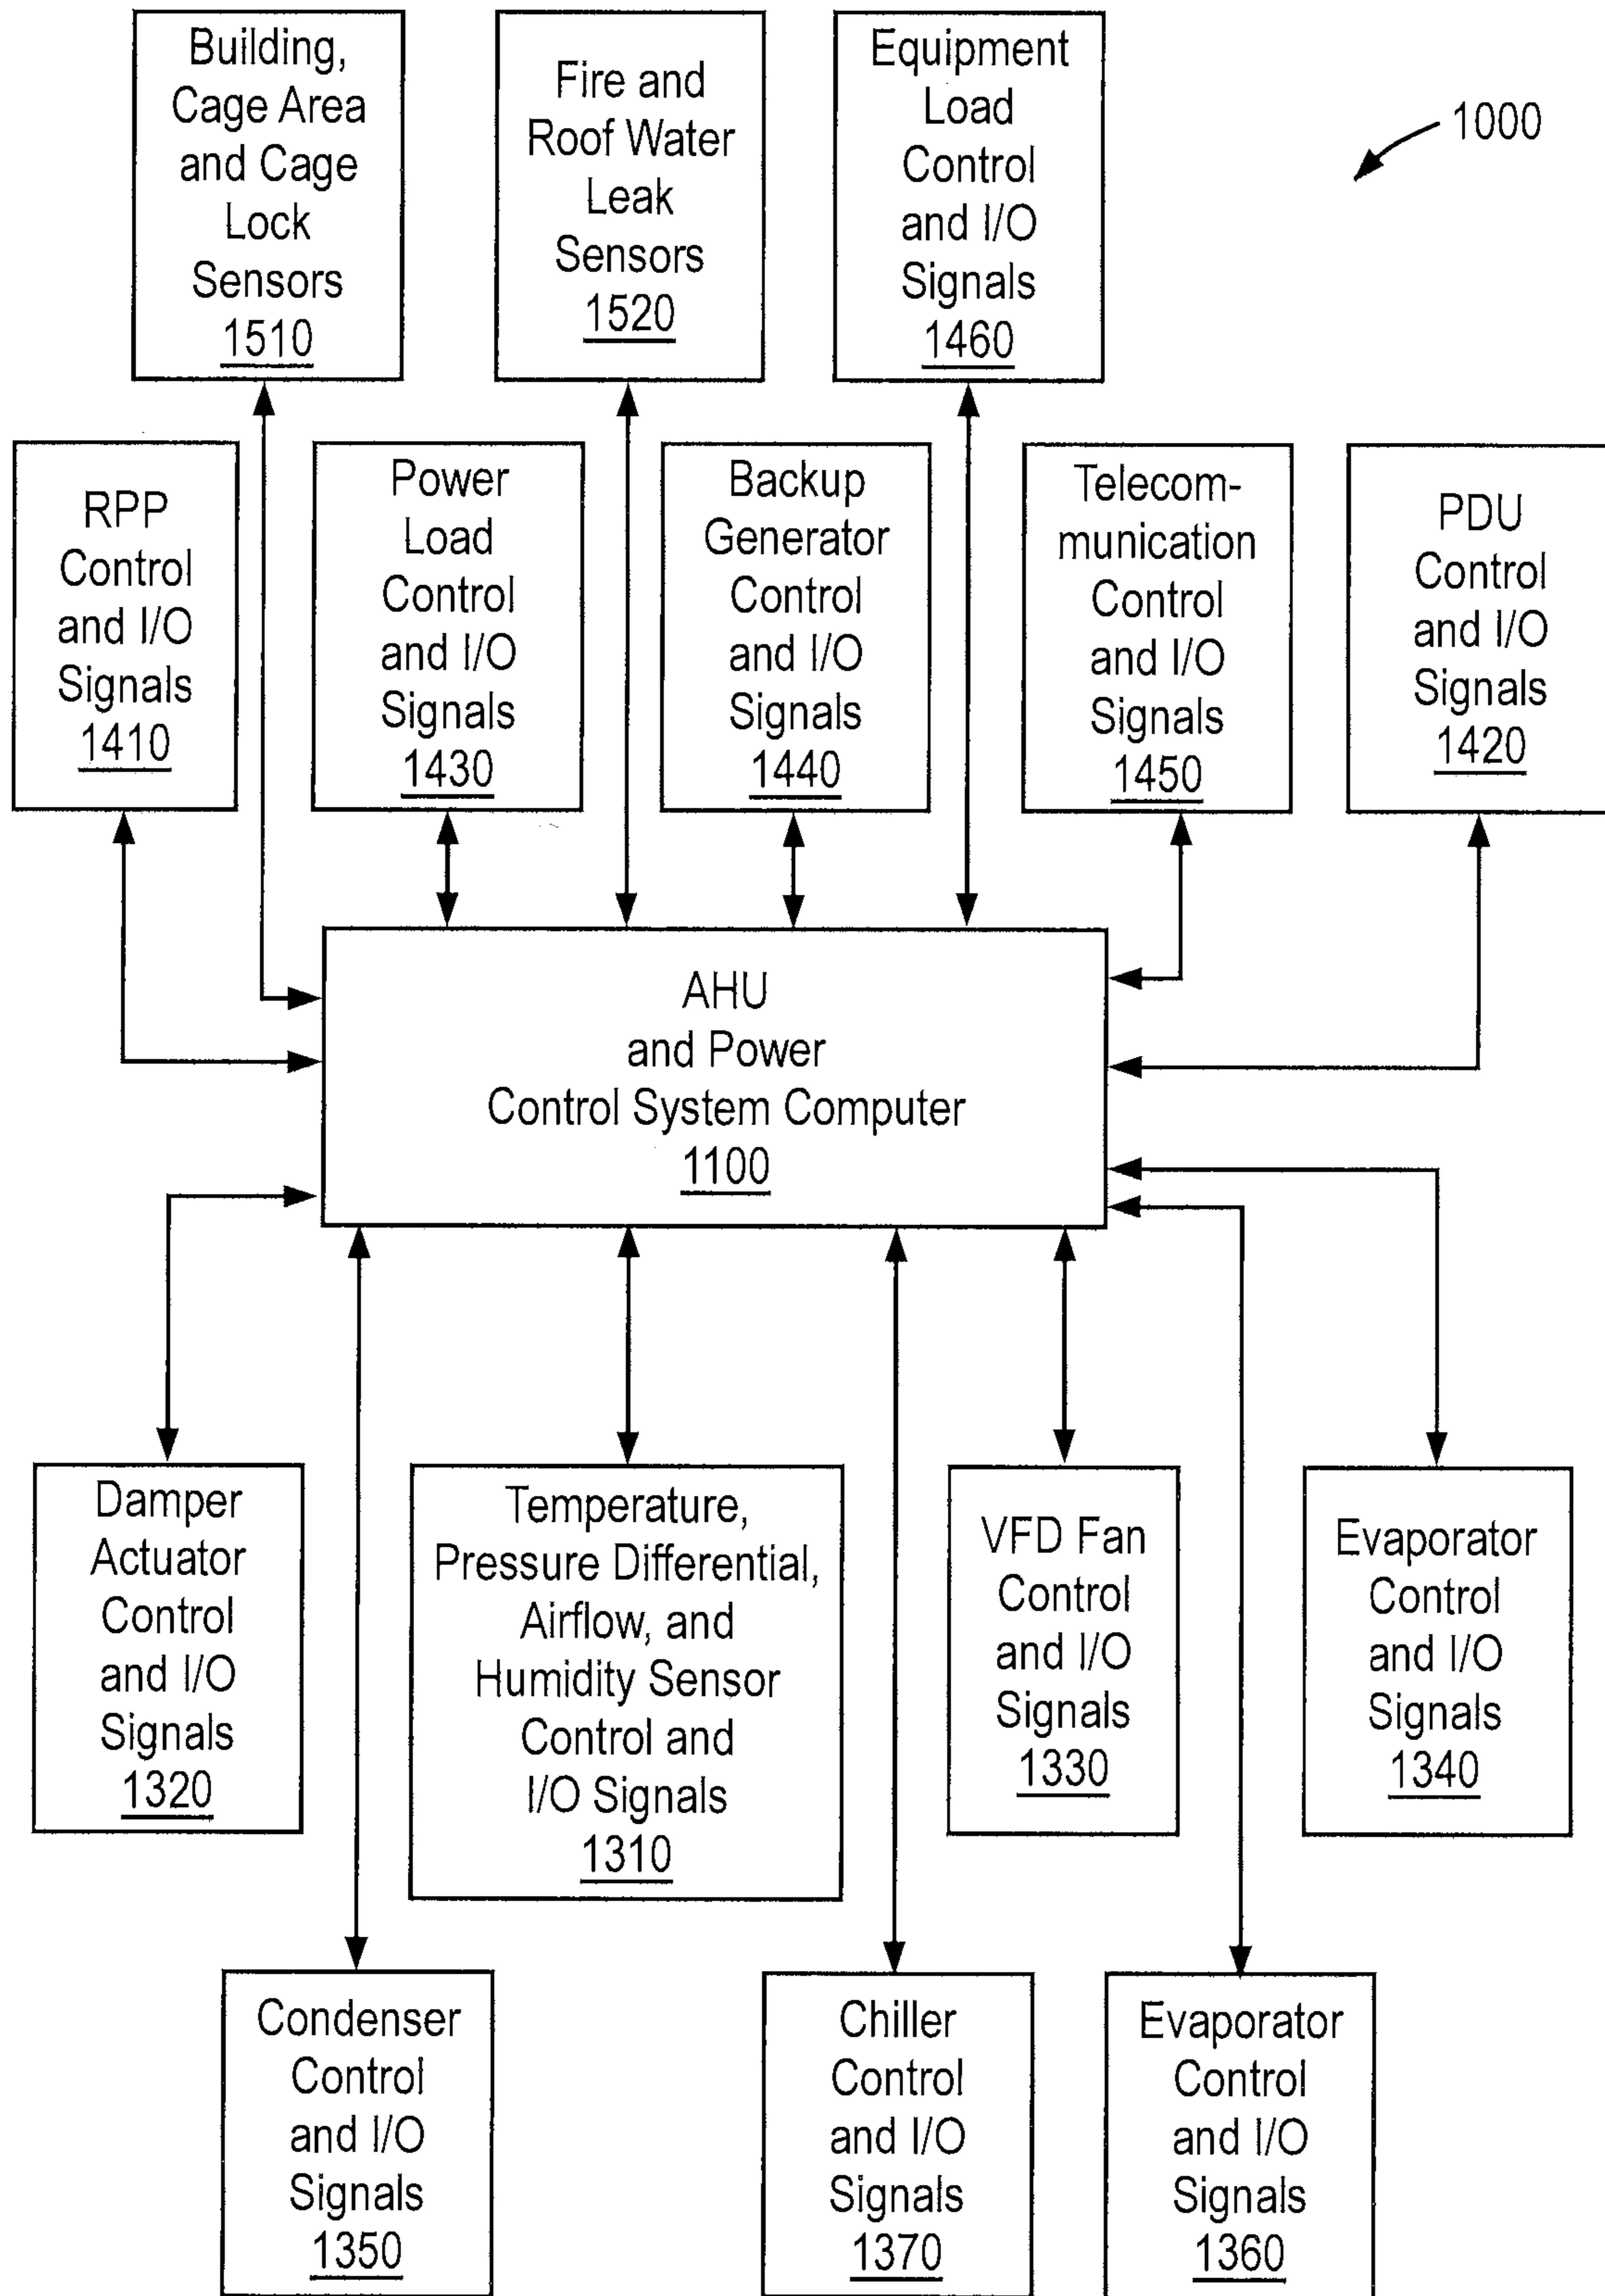 Building,
Cage Area
and Cage
Lock
Sensors
1510
Fire and
Roof Water
Leak
Sensors
1520
Equipment
Load
Control
and I/O
Signals
1460
1000
RPP
Control
and I/O
Signals
1410
Power
Load
Control
and I/O
Signals
1430
Backup
Generator
Control
and I/O
Signals
1440
Telecom-
munication
Control
and I/O
Signals
1450
PDU
Control
and I/O
Signals
1420
AHU
and Power
Control System Computer
1100
Damper
Actuator
Control
and I/O
Signals
1320
Temperature,
Pressure Differential,
Airflow, and
Humidity Sensor
Control and
I/O Signals
1310
VFD Fan
Control
and I/O
Signals
1330
Evaporator
Control
and I/O
Signals
1340
Condenser
Control
and I/O
Signals
1350
Chiller
Control
and I/O
Signals
1370
Evaporator
Control
and I/O
Signals
1360